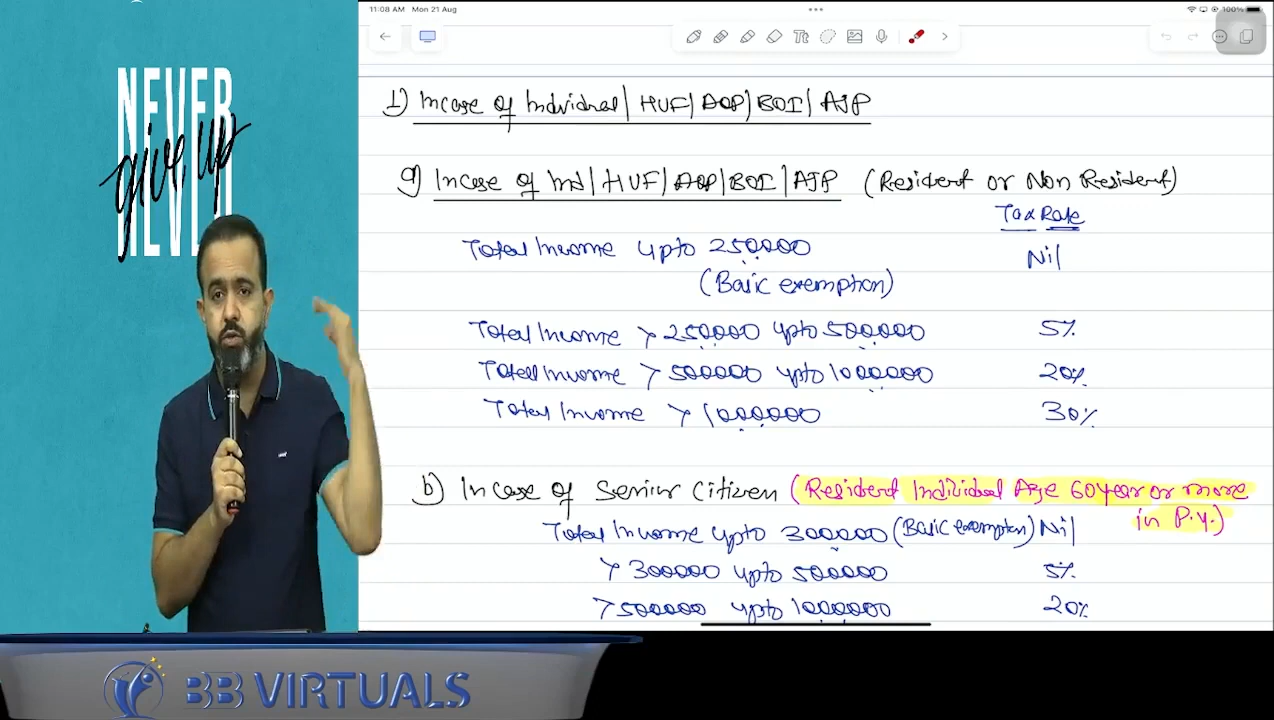 11:08 AM Mon 21 Aug
100%
NEVER
give up
NEVER
1) Incase of Individual | HUF | AOP | BOI | AJP
a) Incase of Ind | HUF | AOP | BOI | AJP (Resident or Non Resident)
Tax Rate
Total Income upto 250000 Nil
(Basic exemption)
Total Income > 250000 upto 500000 5%
Total Income > 500000 upto 1000000 20%
Total Income > 1000000 30%
b) Incase of Senior Citizen (Resident Individual Age 60 year or more
in P.Y.)
Total Income upto 300000 (Basic exemption) Nil
> 300000 upto 500000 5%
> 500000 upto 1000000 20%
BB VIRTUALS